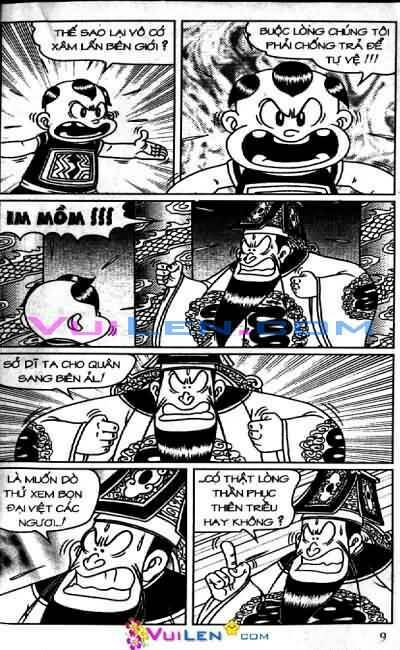 THẾ SAO LẠI VÔ CÓ
XÂM LẤN BIÊN GIỚI?
BUỘC LÒNG CHÚNG TÔI
PHẢI CHỐNG TRẢ ĐỂ
TỰ VỆ!!!
IM MỒM!!!
VUILEN.COM
SỞ DĨ TA CHO QUÂN
SANG BIÊN ẢI..!
LÀ MUỐN DÒ
THỬ XEM BỌN
ĐẠI VIỆT CÁC
NGƯƠI..!
..CÓ THẬT LÒNG
THẦN PHỤC
THIÊN TRIỀU
HAY KHÔNG?
VUILEN.COM
9